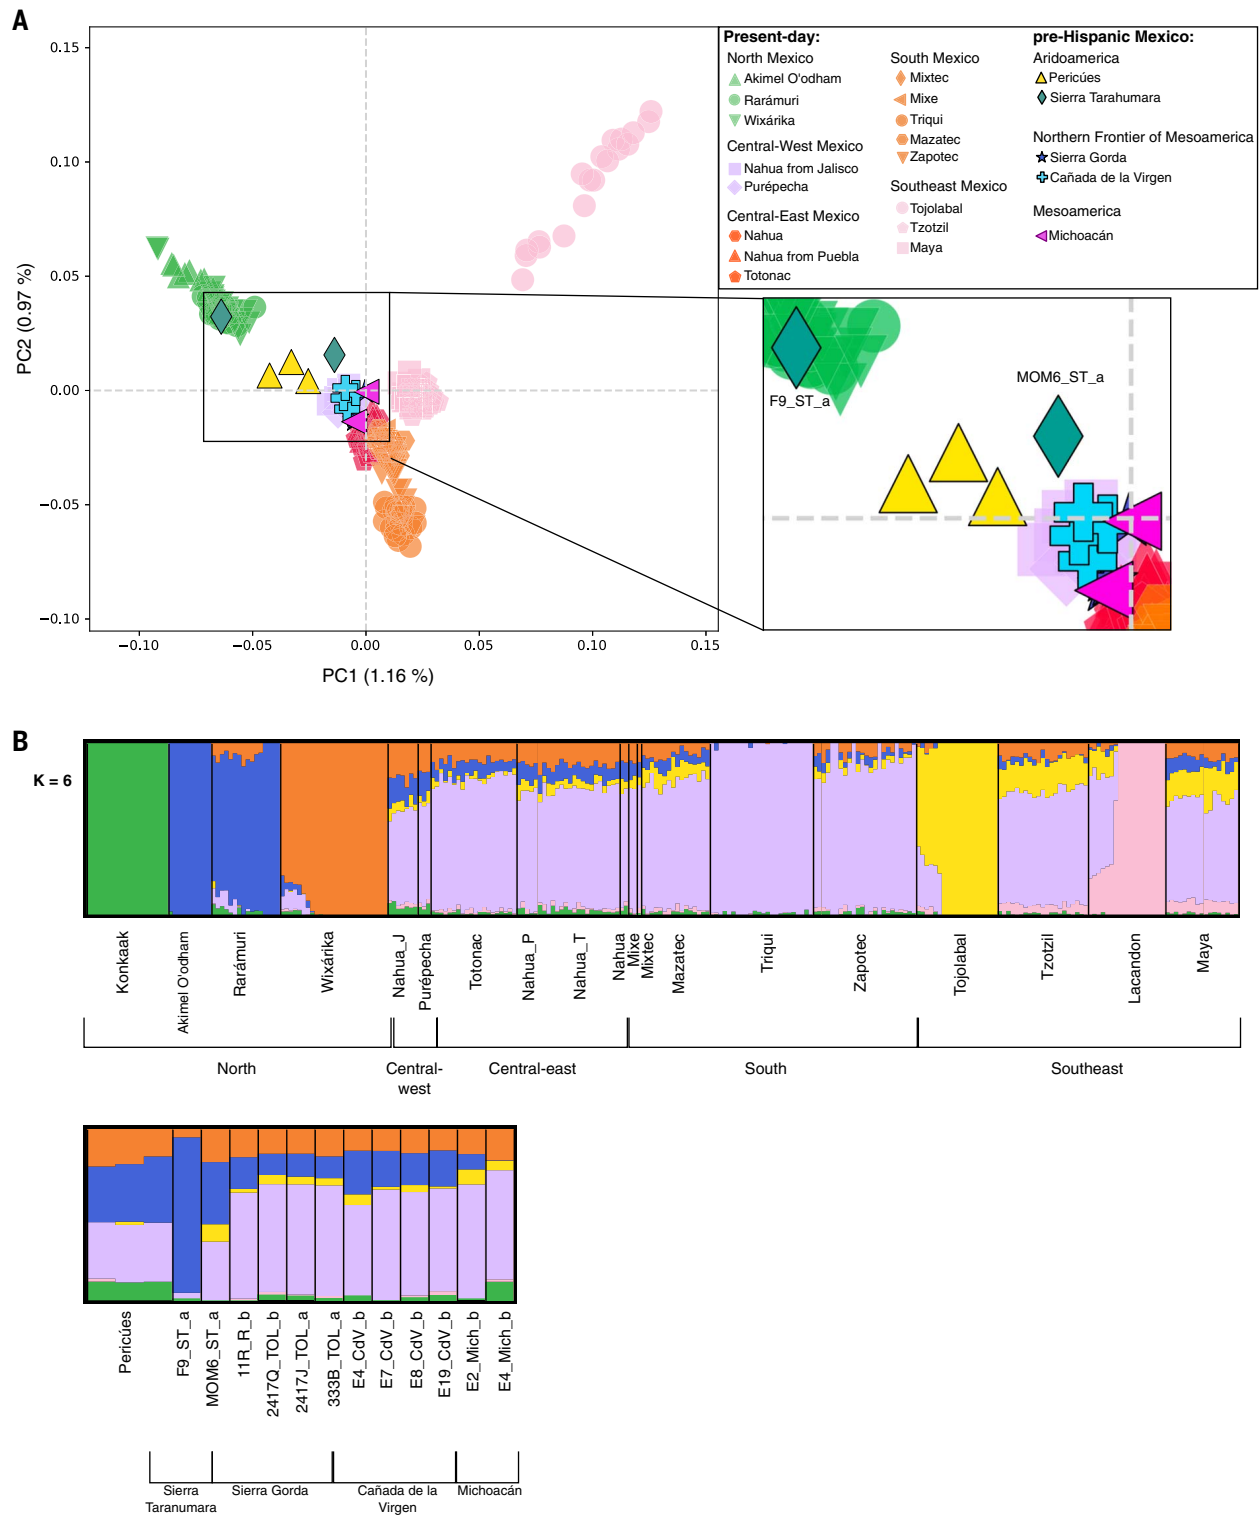 A
PC2 (0.97 %)
0.15
0.10
0.05
0.00
−0.05
−0.10
−0.10
−0.05
0.00
0.05
0.10
0.15
PC1 (1.16 %)
Present-day:
North Mexico
Akimel O'odham
Rarámuri
Wixárika
Central-West Mexico
Nahua from Jalisco
Purépecha
Central-East Mexico
Nahua
Nahua from Puebla
Totonac
South Mexico
Mixtec
Mixe
Triqui
Mazatec
Zapotec
Southeast Mexico
Tojolabal
Tzotzil
Maya
pre-Hispanic Mexico:
Aridoamerica
Pericúes
Sierra Tarahumara
Northern Frontier of Mesoamerica
Sierra Gorda
Cañada de la Virgen
Mesoamerica
Michoacán
F9_ST_a
MOM6_ST_a
B
K = 6
Konkaak
Akimel O'odham
Rarámuri
Wixárika
Nahua_J
Purépecha
Totonac
Nahua_P
Nahua_T
Nahua
Mixe
Mixtec
Mazatec
Triqui
Zapotec
Tojolabal
Tzotzil
Lacandon
Maya
North
Central-
west
Central-east
South
Southeast
Pericúes
F9_ST_a
MOM6_ST_a
11R_R_b
2417Q_TOL_b
2417J_TOL_a
333B_TOL_a
E4_CdV_b
E7_CdV_b
E8_CdV_b
E19_CdV_b
E2_Mich_b
E4_Mich_b
Sierra
Taranumara
Sierra Gorda
Cañada de la
Virgen
Michoacán